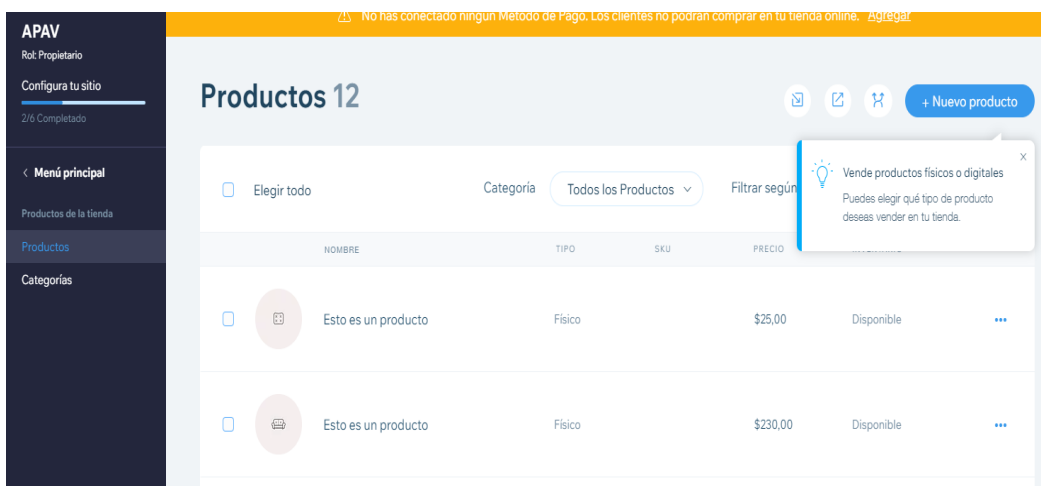 No has conectado ningún Método de Pago. Los clientes no podrán comprar en tu tienda online. Agregar
APAV
Rol: Propietario
Configura tu sitio
2/6 Completado
< Menú principal
Productos de la tienda
Productos
Categorías
Productos 12
+ Nuevo producto
Vende productos físicos o digitales
X
Puedes elegir qué tipo de producto
deseas vender en tu tienda.
Elegir todo
Categoría
Todos los Productos
Filtrar según
NOMBRE TIPO SKU PRECIO
Esto es un producto Físico $25,00 Disponible
Esto es un producto Físico $230,00 Disponible